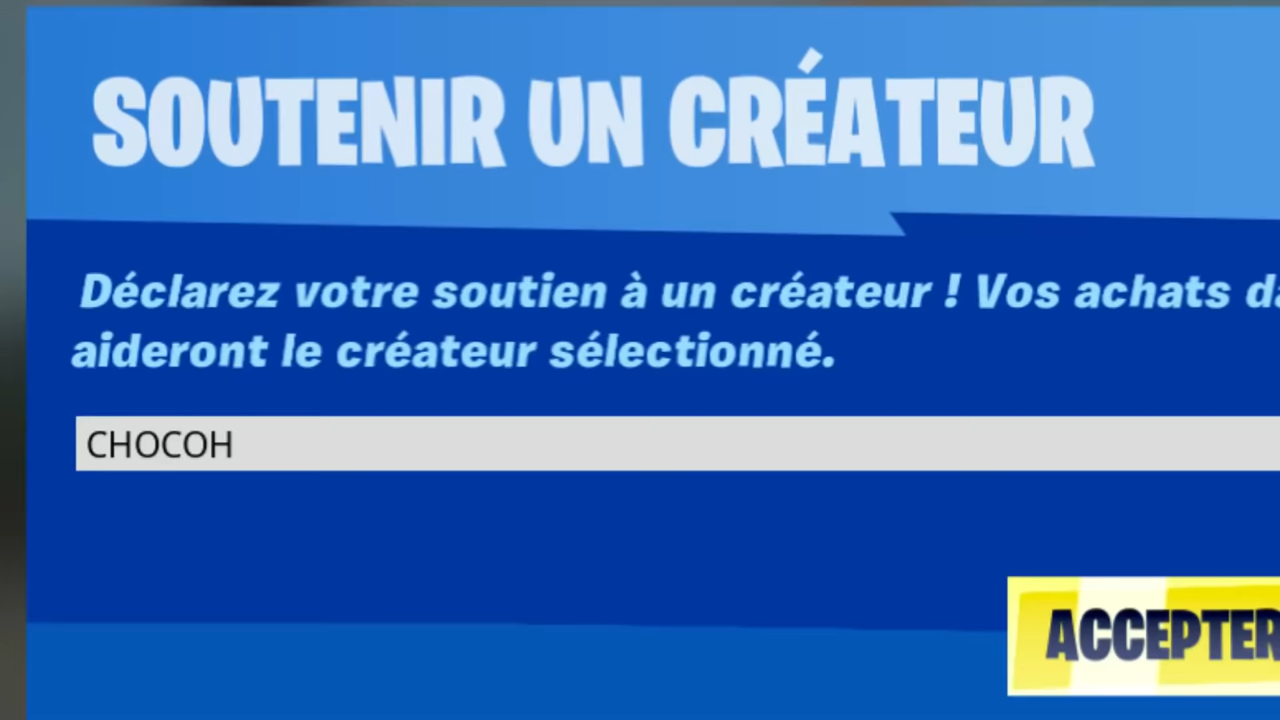 SOUTENIR UN CRÉATEUR
Déclarez votre soutien à un créateur ! Vos achats
aideront le créateur sélectionné.
CHOCOH
ACCEPTER